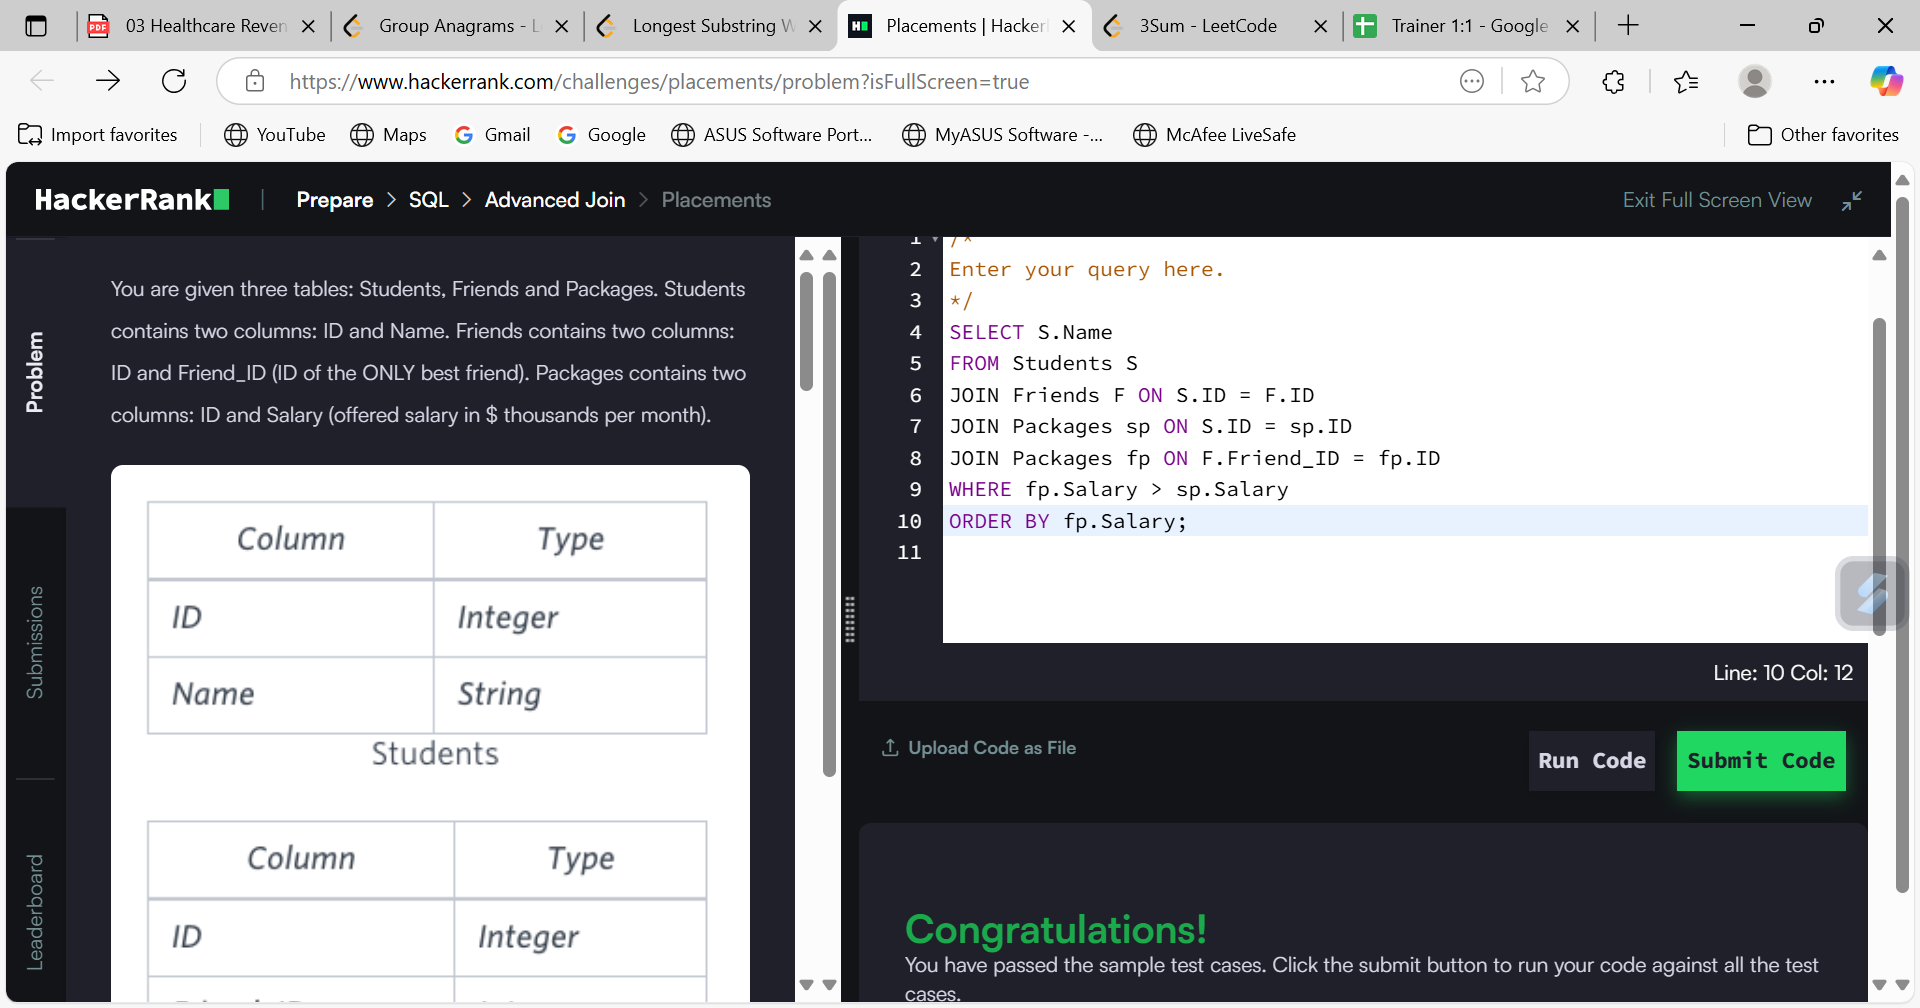 03 Healthcare Reven
Group Anagrams - L
Longest Substring W
Placements | Hackerl
3Sum - LeetCode
Trainer 1:1 - Google
https://www.hackerrank.com/challenges/placements/problem?isFullScreen=true
Import favorites
YouTube
Maps
Gmail
Google
ASUS Software Port...
MyASUS Software -...
McAfee LiveSafe
Other favorites
HackerRank
Prepare > SQL > Advanced Join > Placements
Exit Full Screen View
Problem
Submissions
Leaderboard
You are given three tables: Students, Friends and Packages. Students
contains two columns: ID and Name. Friends contains two columns:
ID and Friend_ID (ID of the ONLY best friend). Packages contains two
columns: ID and Salary (offered salary in $ thousands per month).
Column Type
ID Integer
Name String
Students
Column Type
ID Integer
1 /*
2 Enter your query here.
3 */
4 SELECT S.Name
5 FROM Students S
6 JOIN Friends F ON S.ID = F.ID
7 JOIN Packages sp ON S.ID = sp.ID
8 JOIN Packages fp ON F.Friend_ID = fp.ID
9 WHERE fp.Salary > sp.Salary
10 ORDER BY fp.Salary;
11
Line: 10 Col: 12
Upload Code as File
Run Code
Submit Code
Congratulations!
You have passed the sample test cases. Click the submit button to run your code against all the test
cases.